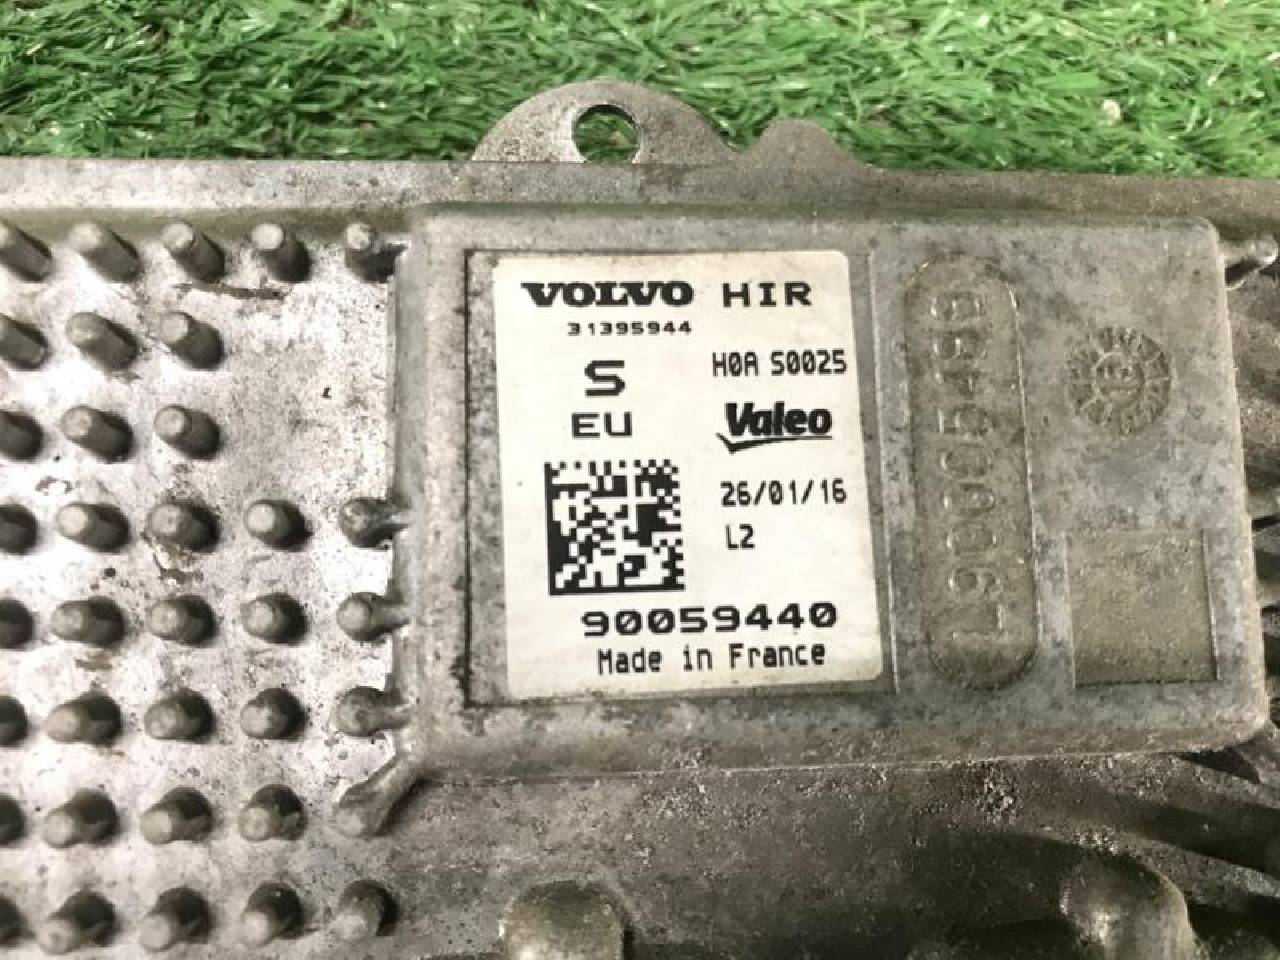 VOLVO HIR
31395944
S
H0A S0025
EU
Valeo
26/01/16
L2
90059440
Made in France